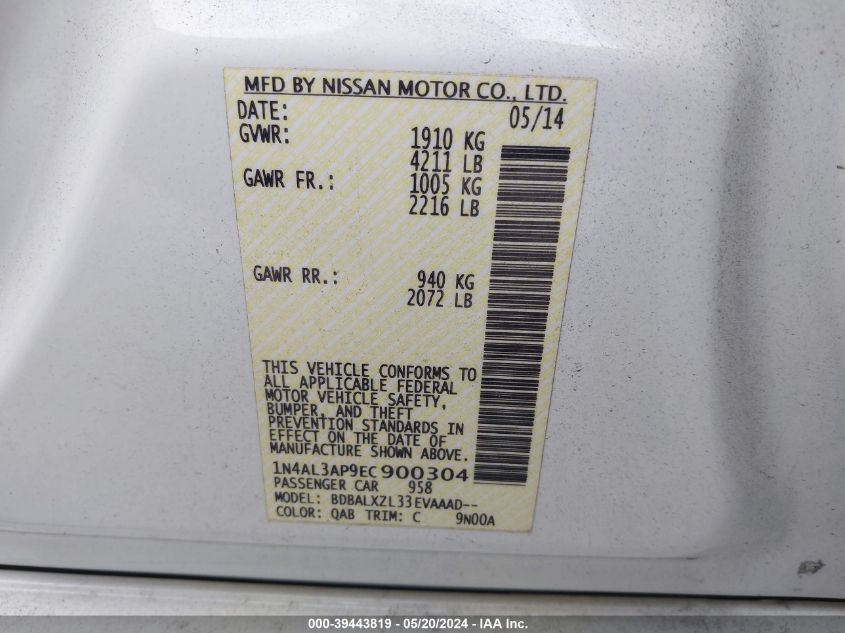 MFD BY NISSAN MOTOR CO., LTD.
DATE: 05/14
GVWR: 1910 KG
4211 LB
GAWR FR.: 1005 KG
2216 LB
GAWR RR.: 940 KG
2072 LB
THIS VEHICLE CONFORMS TO
ALL APPLICABLE FEDERAL
MOTOR VEHICLE SAFETY,
BUMPER, AND THEFT
PREVENTION STANDARDS IN
EFFECT ON THE DATE OF
MANUFACTURE SHOWN ABOVE.
1N4AL3AP9EC900304
PASSENGER CAR 958
MODEL: BDBALXZL33EVAAAD--
COLOR: QAB TRIM: C 9N00A
000-39443819 - 05/20/2024 - IAA Inc.